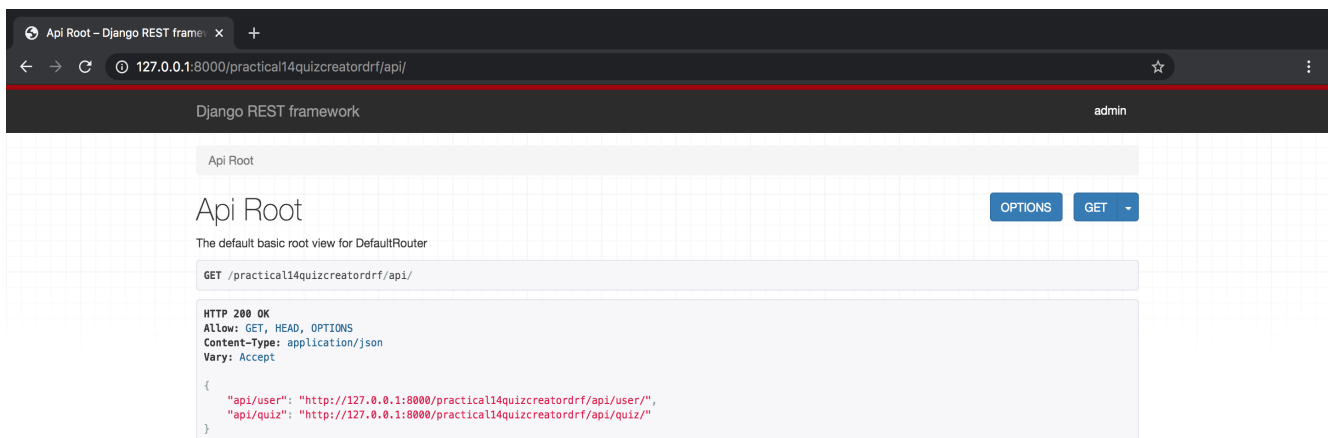 Api Root – Django REST framew
127.0.0.1:8000/practical14quizcreatordrf/api/
Django REST framework admin
Api Root
Api Root OPTIONS GET
The default basic root view for DefaultRouter
GET /practical14quizcreatordrf/api/
HTTP 200 OK
Allow: GET, HEAD, OPTIONS
Content-Type: application/json
Vary: Accept
{
"api/user": "http://127.0.0.1:8000/practical14quizcreatordrf/api/user/",
"api/quiz": "http://127.0.0.1:8000/practical14quizcreatordrf/api/quiz/"
}